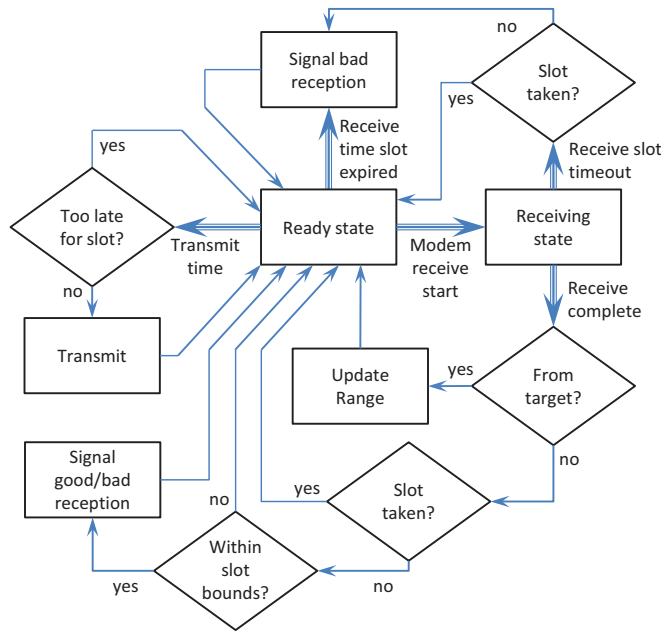 no
Signal bad
reception
Slot
taken?
yes
yes
Receive
time slot
expired
Receive slot
timeout
Too late
for slot?
Transmit
time
Ready state
Modem
receive
start
Receiving
state
no
Receive
complete
Transmit
Update
Range
yes
From
target?
no
Signal
good/bad
reception
no
yes
Slot
taken?
Within
slot
bounds?
yes
no